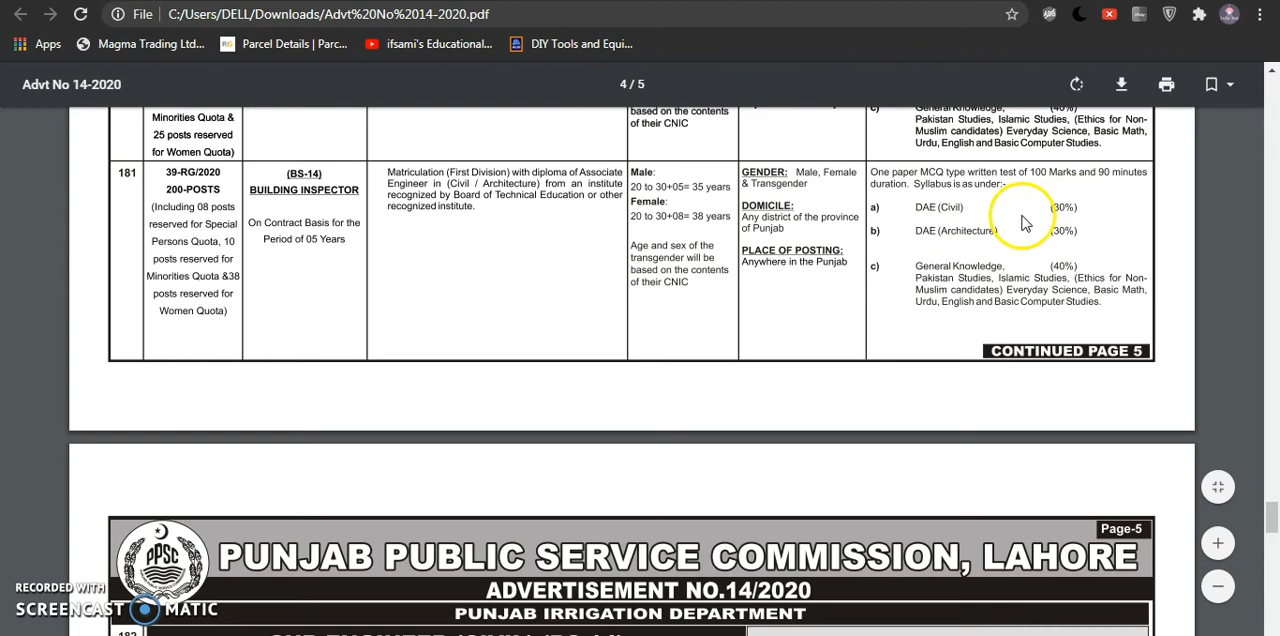 File C:/Users/DELL/Downloads/Advt%20No%2014-2020.pdf
Apps Magma Trading Ltd... Parcel Details | Parc... ifsami's Educational... DIY Tools and Equi...
Advt No 14-2020 4 / 5
Minorities Quota &
25 posts reserved
for Women Quota)
based on the contents
of their CNIC
c) General Knowledge, (40%)
Pakistan Studies, Islamic Studies, (Ethics for Non-
Muslim candidates) Everyday Science, Basic Math,
Urdu, English and Basic Computer Studies.
181
39-RG/2020
200-POSTS
(Including 08 posts
reserved for Special
Persons Quota, 10
posts reserved for
Minorities Quota &38
posts reserved for
Women Quota)
(BS-14)
BUILDING INSPECTOR
On Contract Basis for the
Period of 05 Years
Matriculation (First Division) with diploma of Associate
Engineer in (Civil / Architecture) from an institute
recognized by Board of Technical Education or other
recognized institute.
Male:
20 to 30+05= 35 years
Female:
20 to 30+08= 38 years
Age and sex of the
transgender will be
based on the contents
of their CNIC
GENDER: Male, Female
& Transgender
DOMICILE:
Any district of the province
of Punjab
PLACE OF POSTING:
Anywhere in the Punjab
One paper MCQ type written test of 100 Marks and 90 minutes
duration. Syllabus is as under:-
a) DAE (Civil) (30%)
b) DAE (Architecture) (30%)
c) General Knowledge, (40%)
Pakistan Studies, Islamic Studies, (Ethics for Non-
Muslim candidates) Everyday Science, Basic Math,
Urdu, English and Basic Computer Studies.
CONTINUED PAGE 5
Page-5
PPSC
PUNJAB PUBLIC SERVICE COMMISSION, LAHORE
ADVERTISEMENT NO.14/2020
PUNJAB IRRIGATION DEPARTMENT
182 SUB ENGINEER (CIVIL) (BS-14)
RECORDED WITH
SCREENCAST MATIC